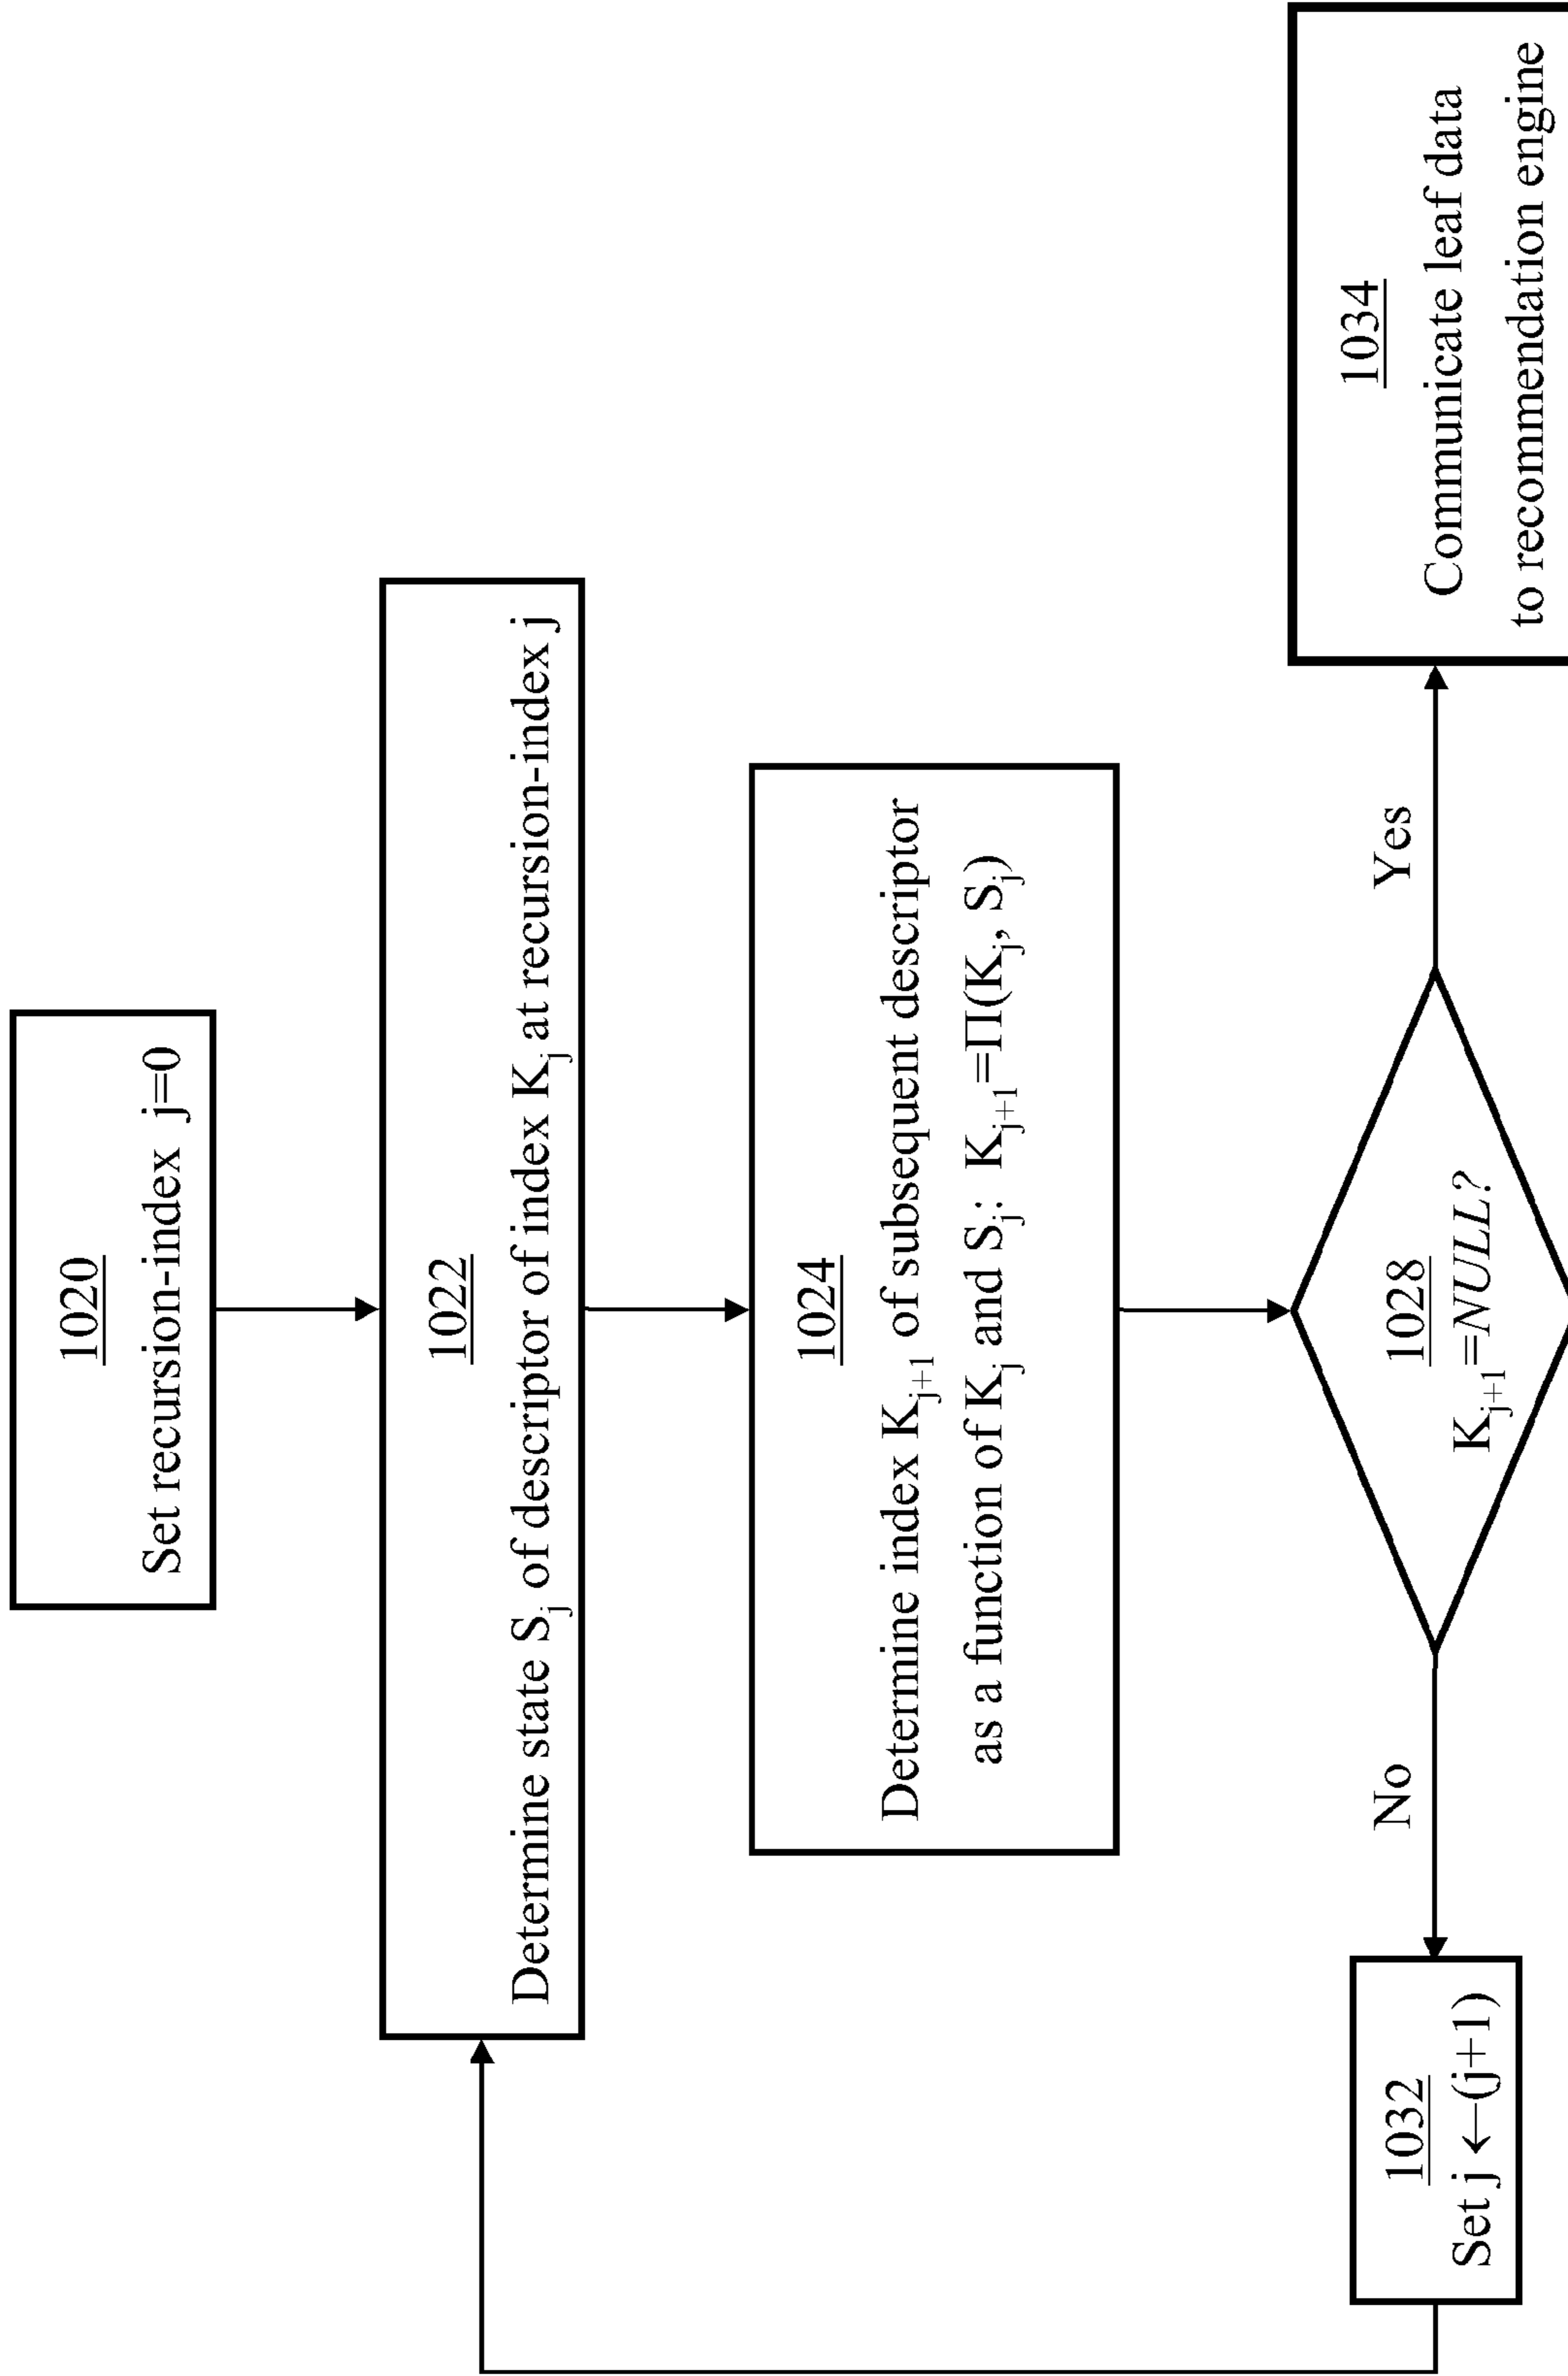 1020
Set recursion-index j=0
1022
Determine state S_j of descriptor of index K_j at recursion-index j
1024
Determine index K_{j+1} of subsequent descriptor
as a function of K_j and S_j: K_{j+1}=Π(K_j, S_j)
1028
K_{j+1}=NULL?
No
Yes
1032
Set j ←(j+1)
1034
Communicate leaf data
to recommendation engine